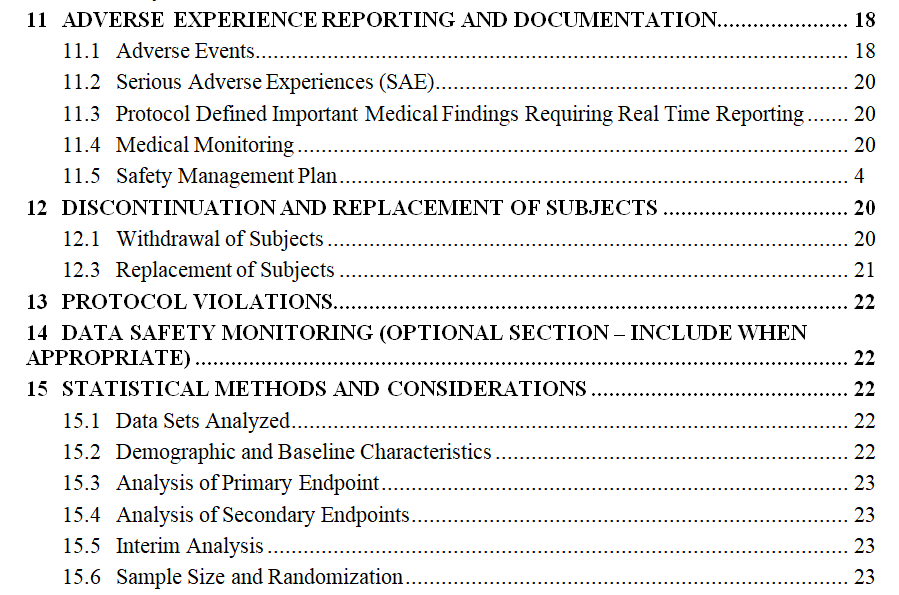 11 ADVERSE EXPERIENCE REPORTING AND DOCUMENTATION........................ 18
11.1 Adverse Events........................ 18
11.2 Serious Adverse Experiences (SAE)........................ 20
11.3 Protocol Defined Important Medical Findings Requiring Real Time Reporting....... 20
11.4 Medical Monitoring........................ 20
11.5 Safety Management Plan........................ 4
12 DISCONTINUATION AND REPLACEMENT OF SUBJECTS ........................ 20
12.1 Withdrawal of Subjects........................ 20
12.3 Replacement of Subjects ........................ 21
13 PROTOCOL VIOLATIONS........................ 22
14 DATA SAFETY MONITORING (OPTIONAL SECTION – INCLUDE WHEN
APPROPRIATE)........................ 22
15 STATISTICAL METHODS AND CONSIDERATIONS........................ 22
15.1 Data Sets Analyzed........................ 22
15.2 Demographic and Baseline Characteristics........................ 22
15.3 Analysis of Primary Endpoint........................ 23
15.4 Analysis of Secondary Endpoints........................ 23
15.5 Interim Analysis........................ 23
15.6 Sample Size and Randomization........................ 23